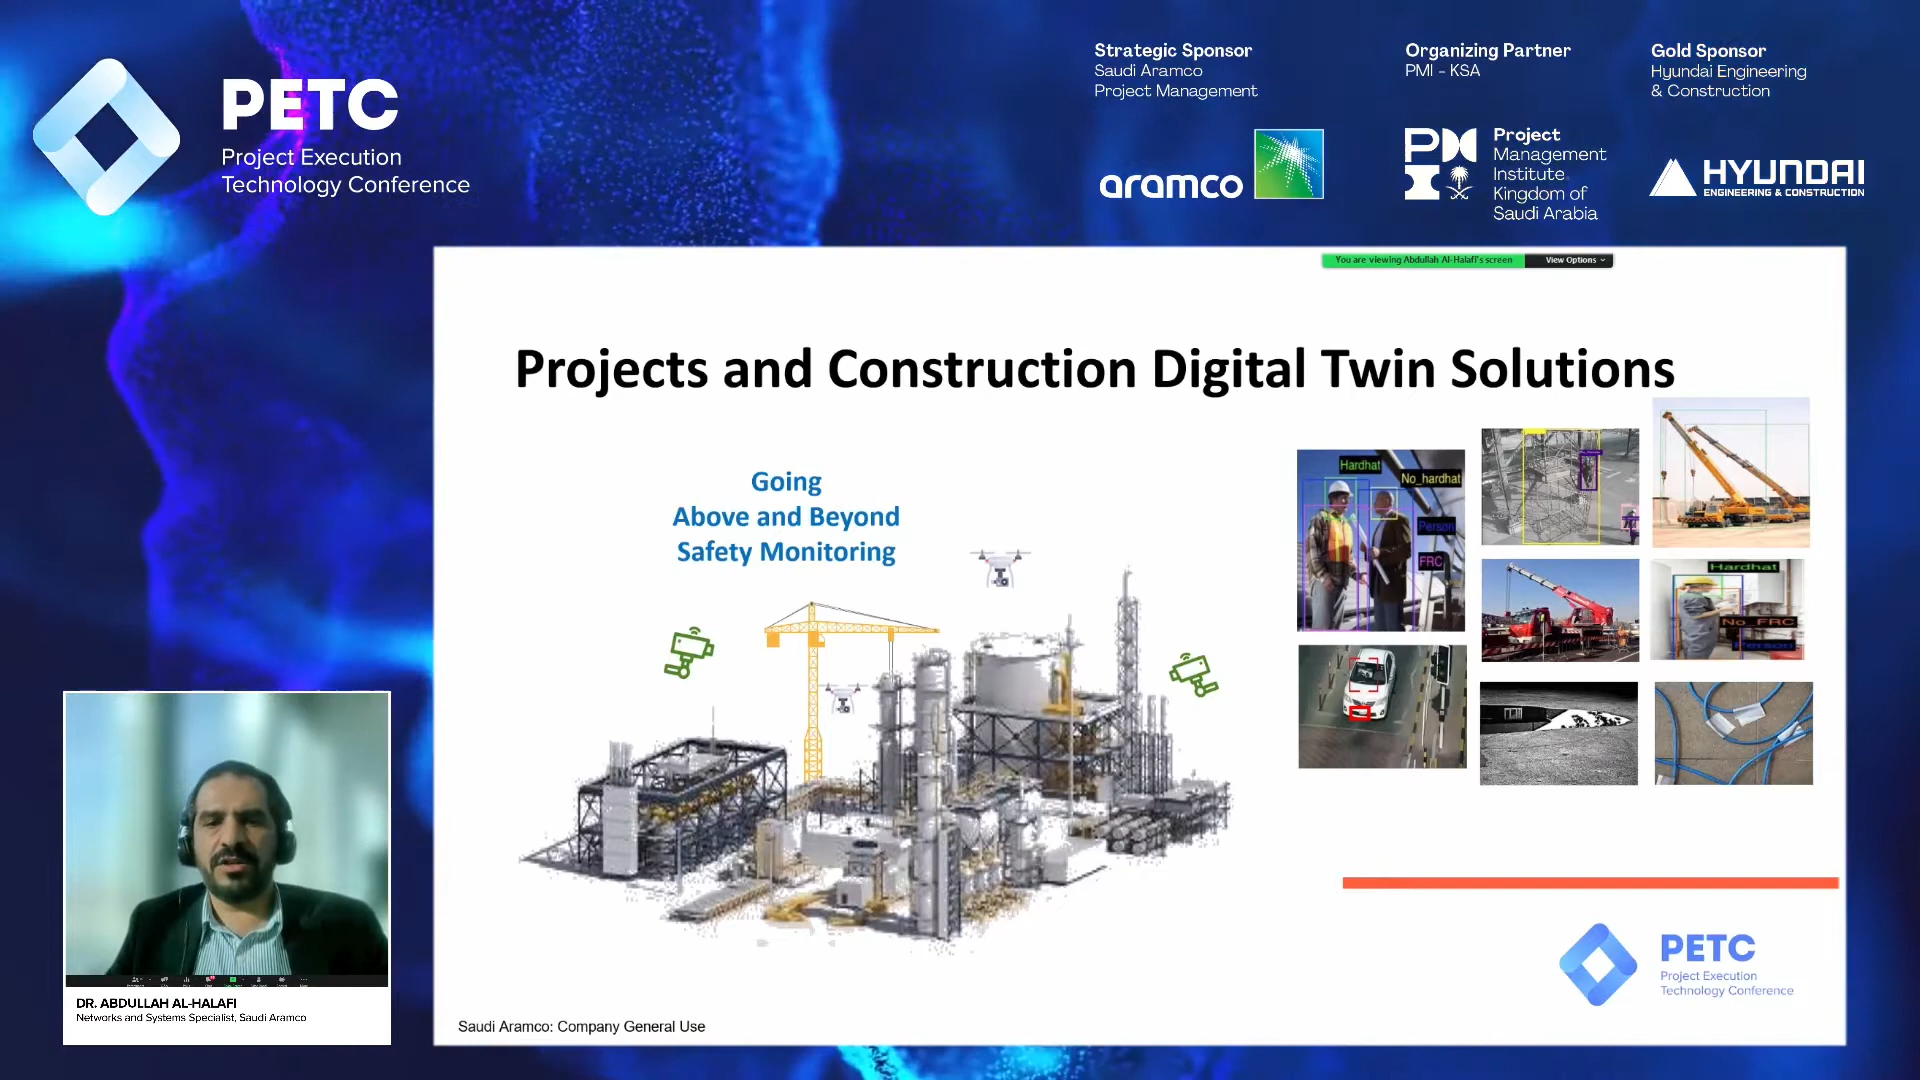 PETC
Project Execution
Technology Conference
Strategic Sponsor
Saudi Aramco
Project Management
aramco
Organizing Partner
PMI - KSA
PMI
Project
Management
Institute
Kingdom of
Saudi Arabia
Gold Sponsor
Hyundai Engineering
& Construction
HYUNDAI
ENGINEERING & CONSTRUCTION
You are viewing Abdullah Al-Halafi's screen
View Options
Projects and Construction Digital Twin Solutions
Going
Above and Beyond
Safety Monitoring
Hardhat
No_hardhat
Person
FRC
Hardhat
No_FRC
Person
PETC
Project Execution
Technology Conference
Saudi Aramco: Company General Use
DR. ABDULLAH AL-HALAFI
Networks and Systems Specialist, Saudi Aramco